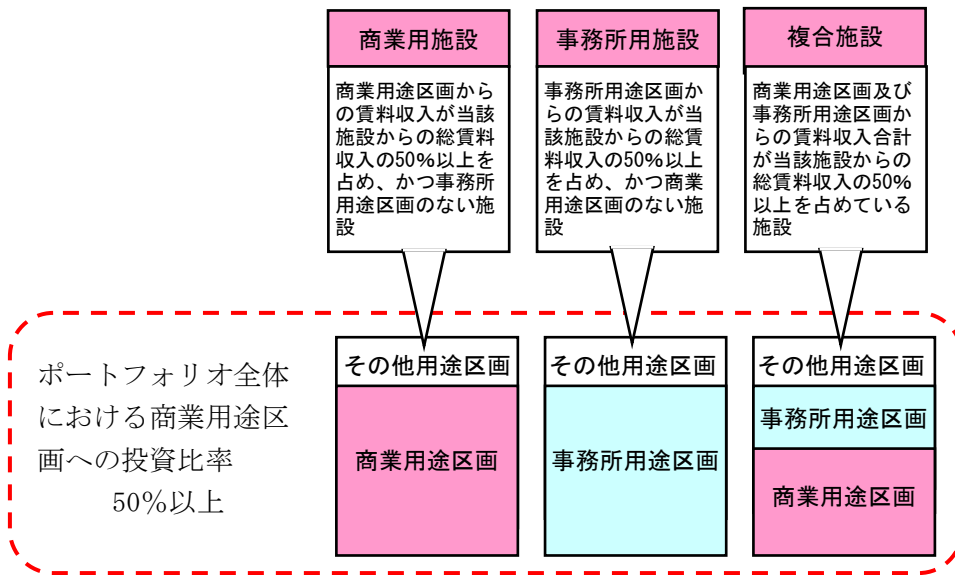 商業用施設
商業用途区画から
の賃料収入が当該
施設からの総賃料
収入の50%以上を
占め、かつ事務所
用途区画のない施
設
事務所用施設
事務所用途区画か
らの賃料収入が当
該施設からの総賃
料収入の50%以上
を占め、かつ商業
用途区画のない施
設
複合施設
商業用途区画及び
事務所用途区画か
らの賃料収入合計
が当該施設からの
総賃料収入の50%
以上を占めている
施設
ポートフォリオ全体
における商業用途区
画への投資比率
50%以上
その他用途区画
商業用途区画
その他用途区画
事務所用途区画
その他用途区画
事務所用途区画
商業用途区画